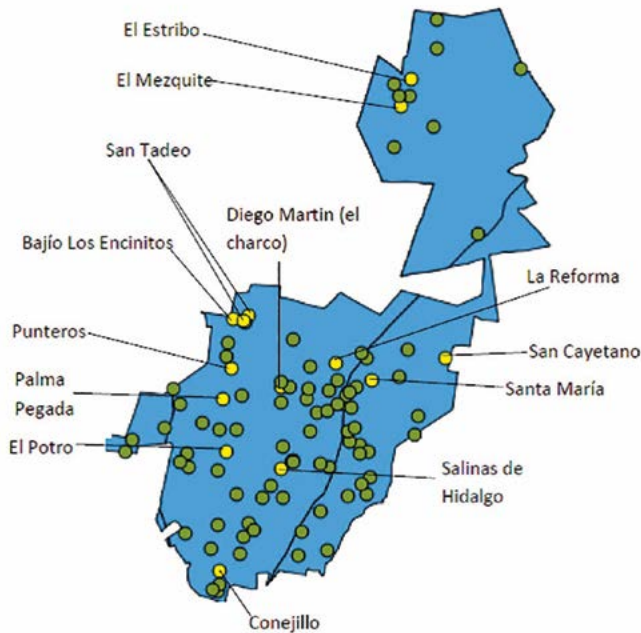 El Estribo
El Mezquite
San Tadeo
Diego Martin (el
charco)
Bajío Los Encinitos
La Reforma
Punteros
San Cayetano
Palma
Pegada
Santa María
El Potro
Salinas de
Hidalgo
Conejillo